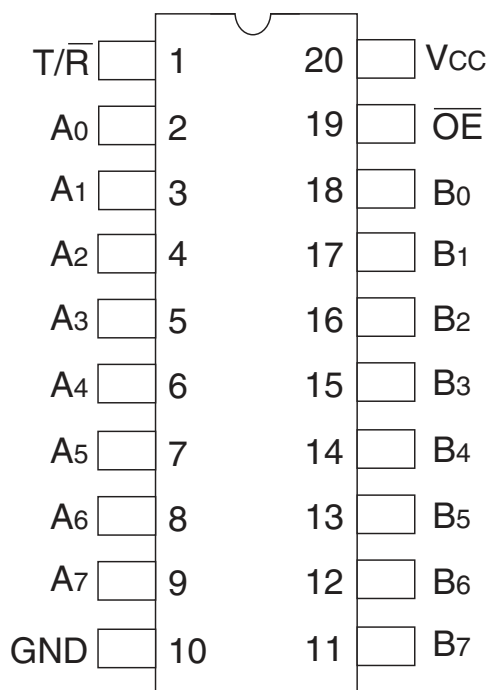 T/R̅ 1 20 VCC
A0 2 19 O̅E̅
A1 3 18 B0
A2 4 17 B1
A3 5 16 B2
A4 6 15 B3
A5 7 14 B4
A6 8 13 B5
A7 9 12 B6
GND 10 11 B7